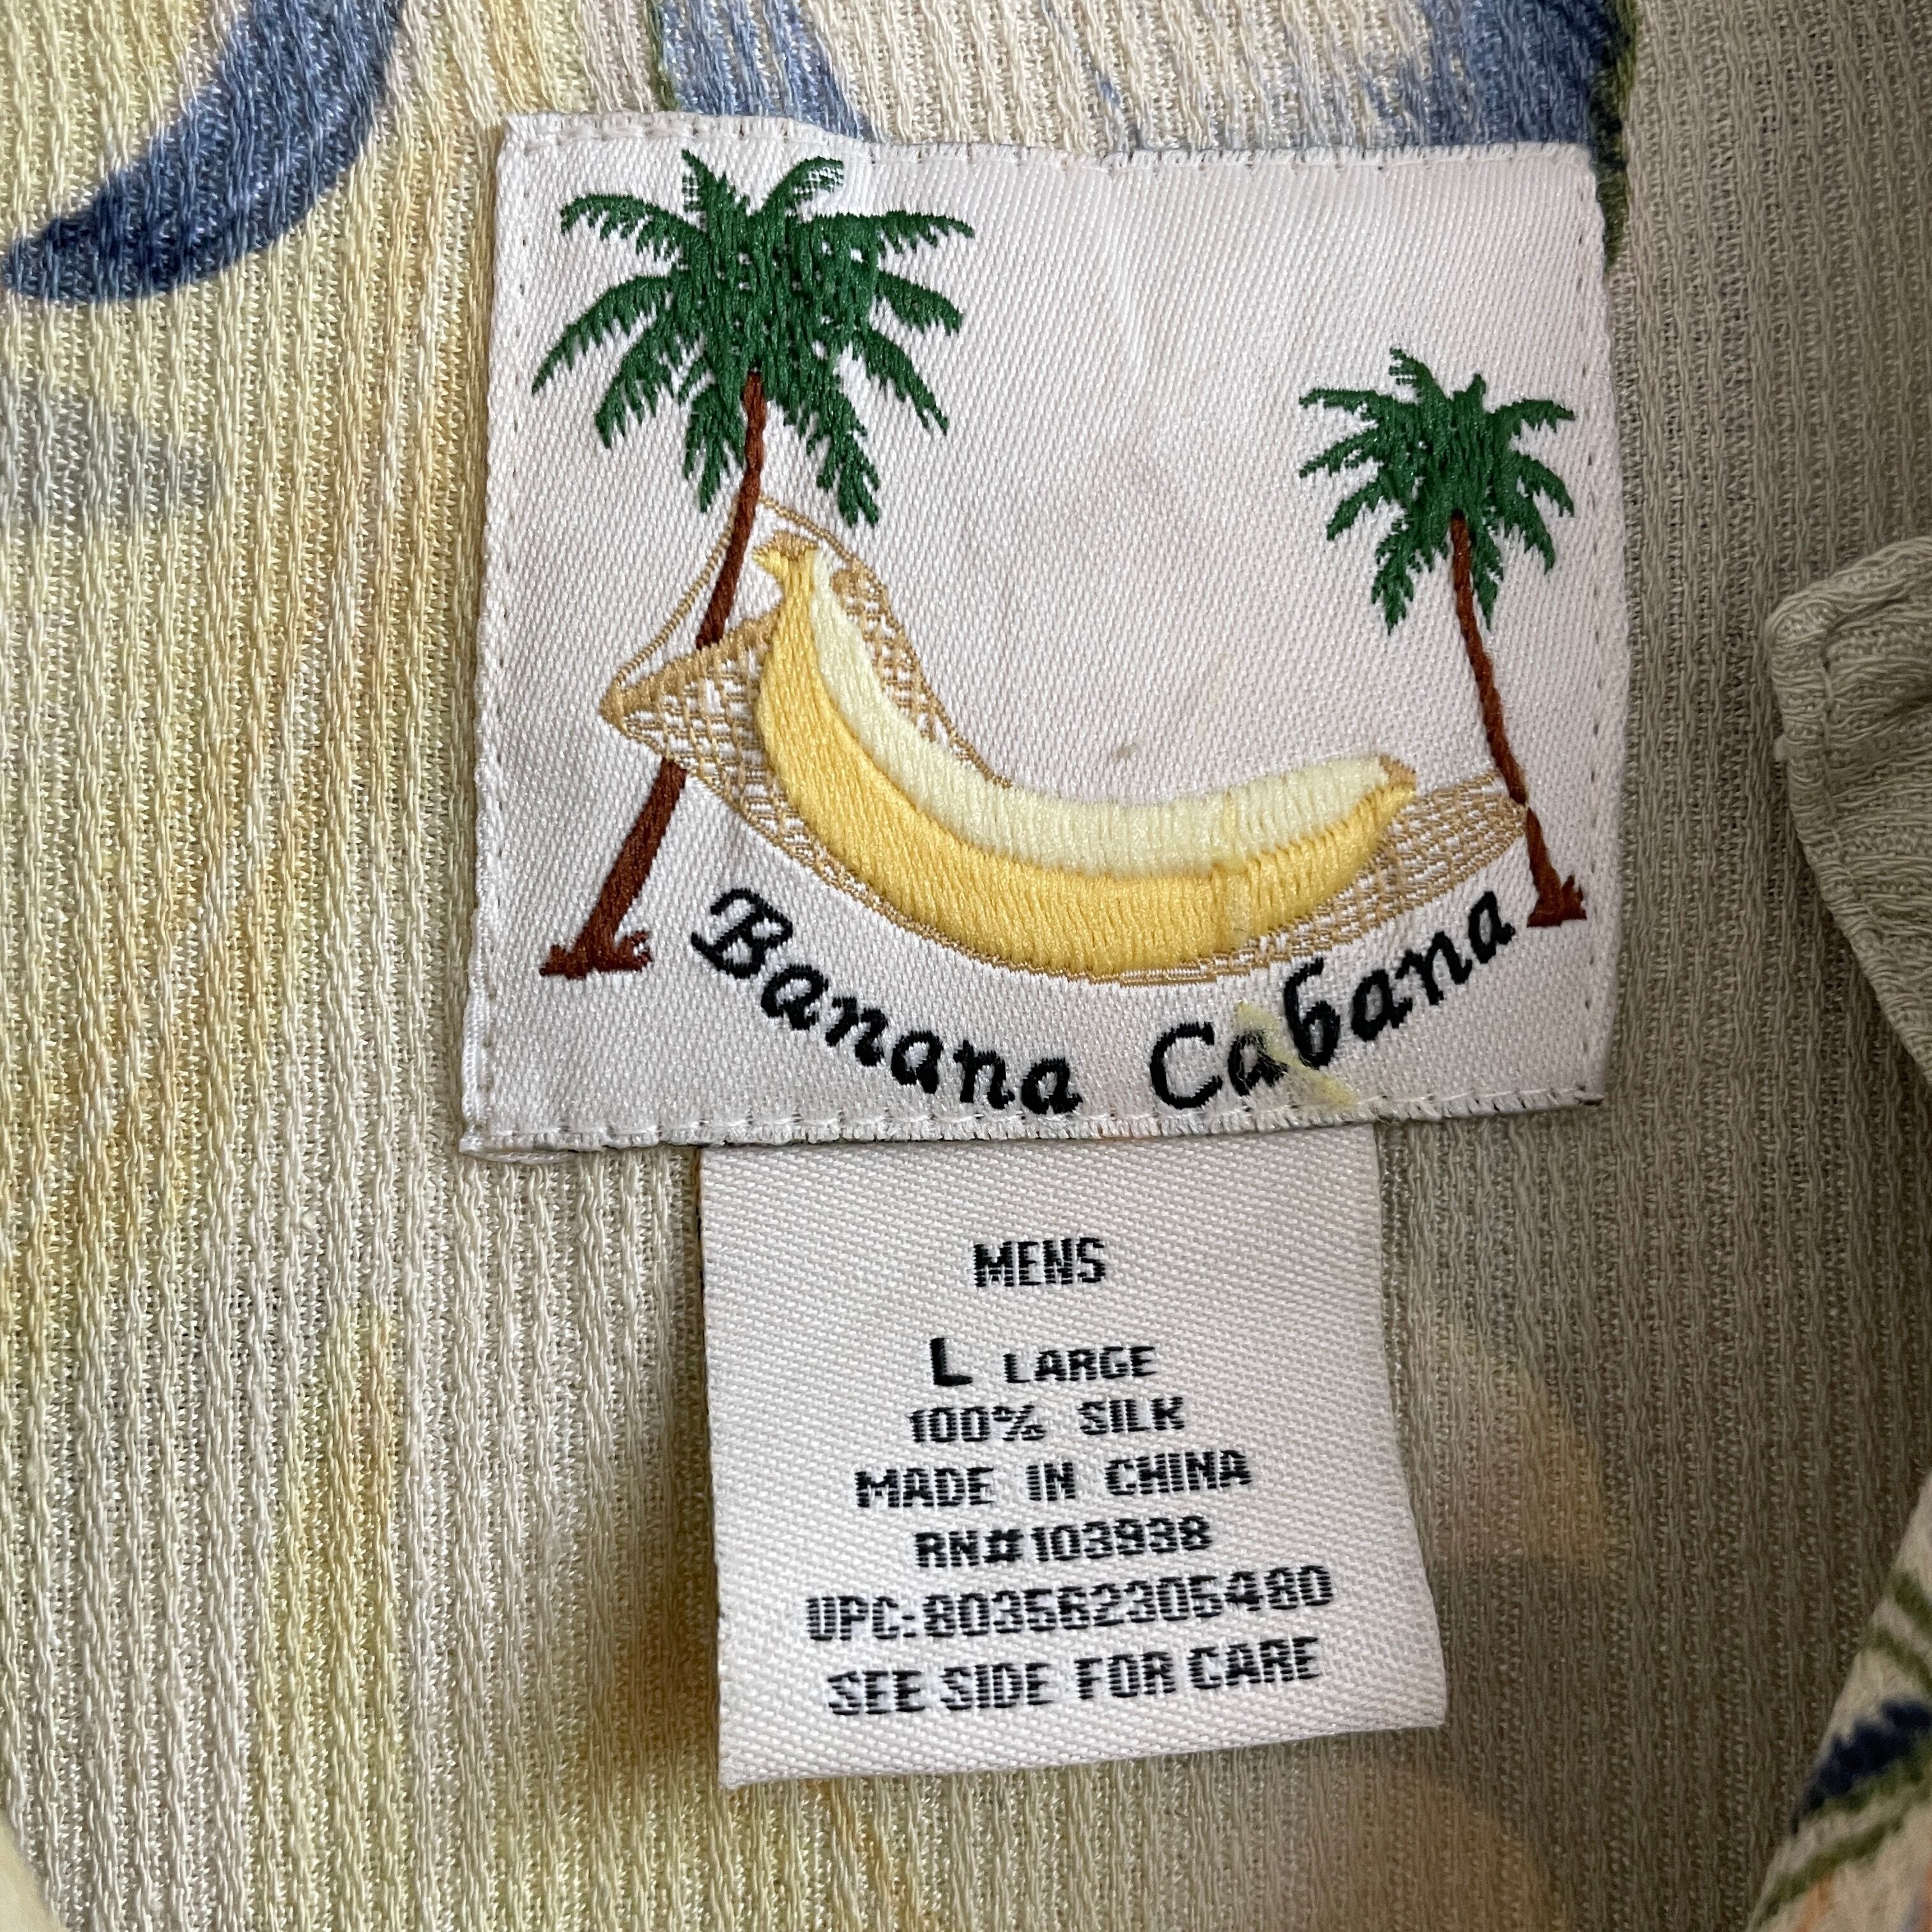 Banana Cabana
MENS
L LARGE
100% SILK
MADE IN CHINA
RN#103938
UPC:803562305480
SEE SIDE FOR CARE